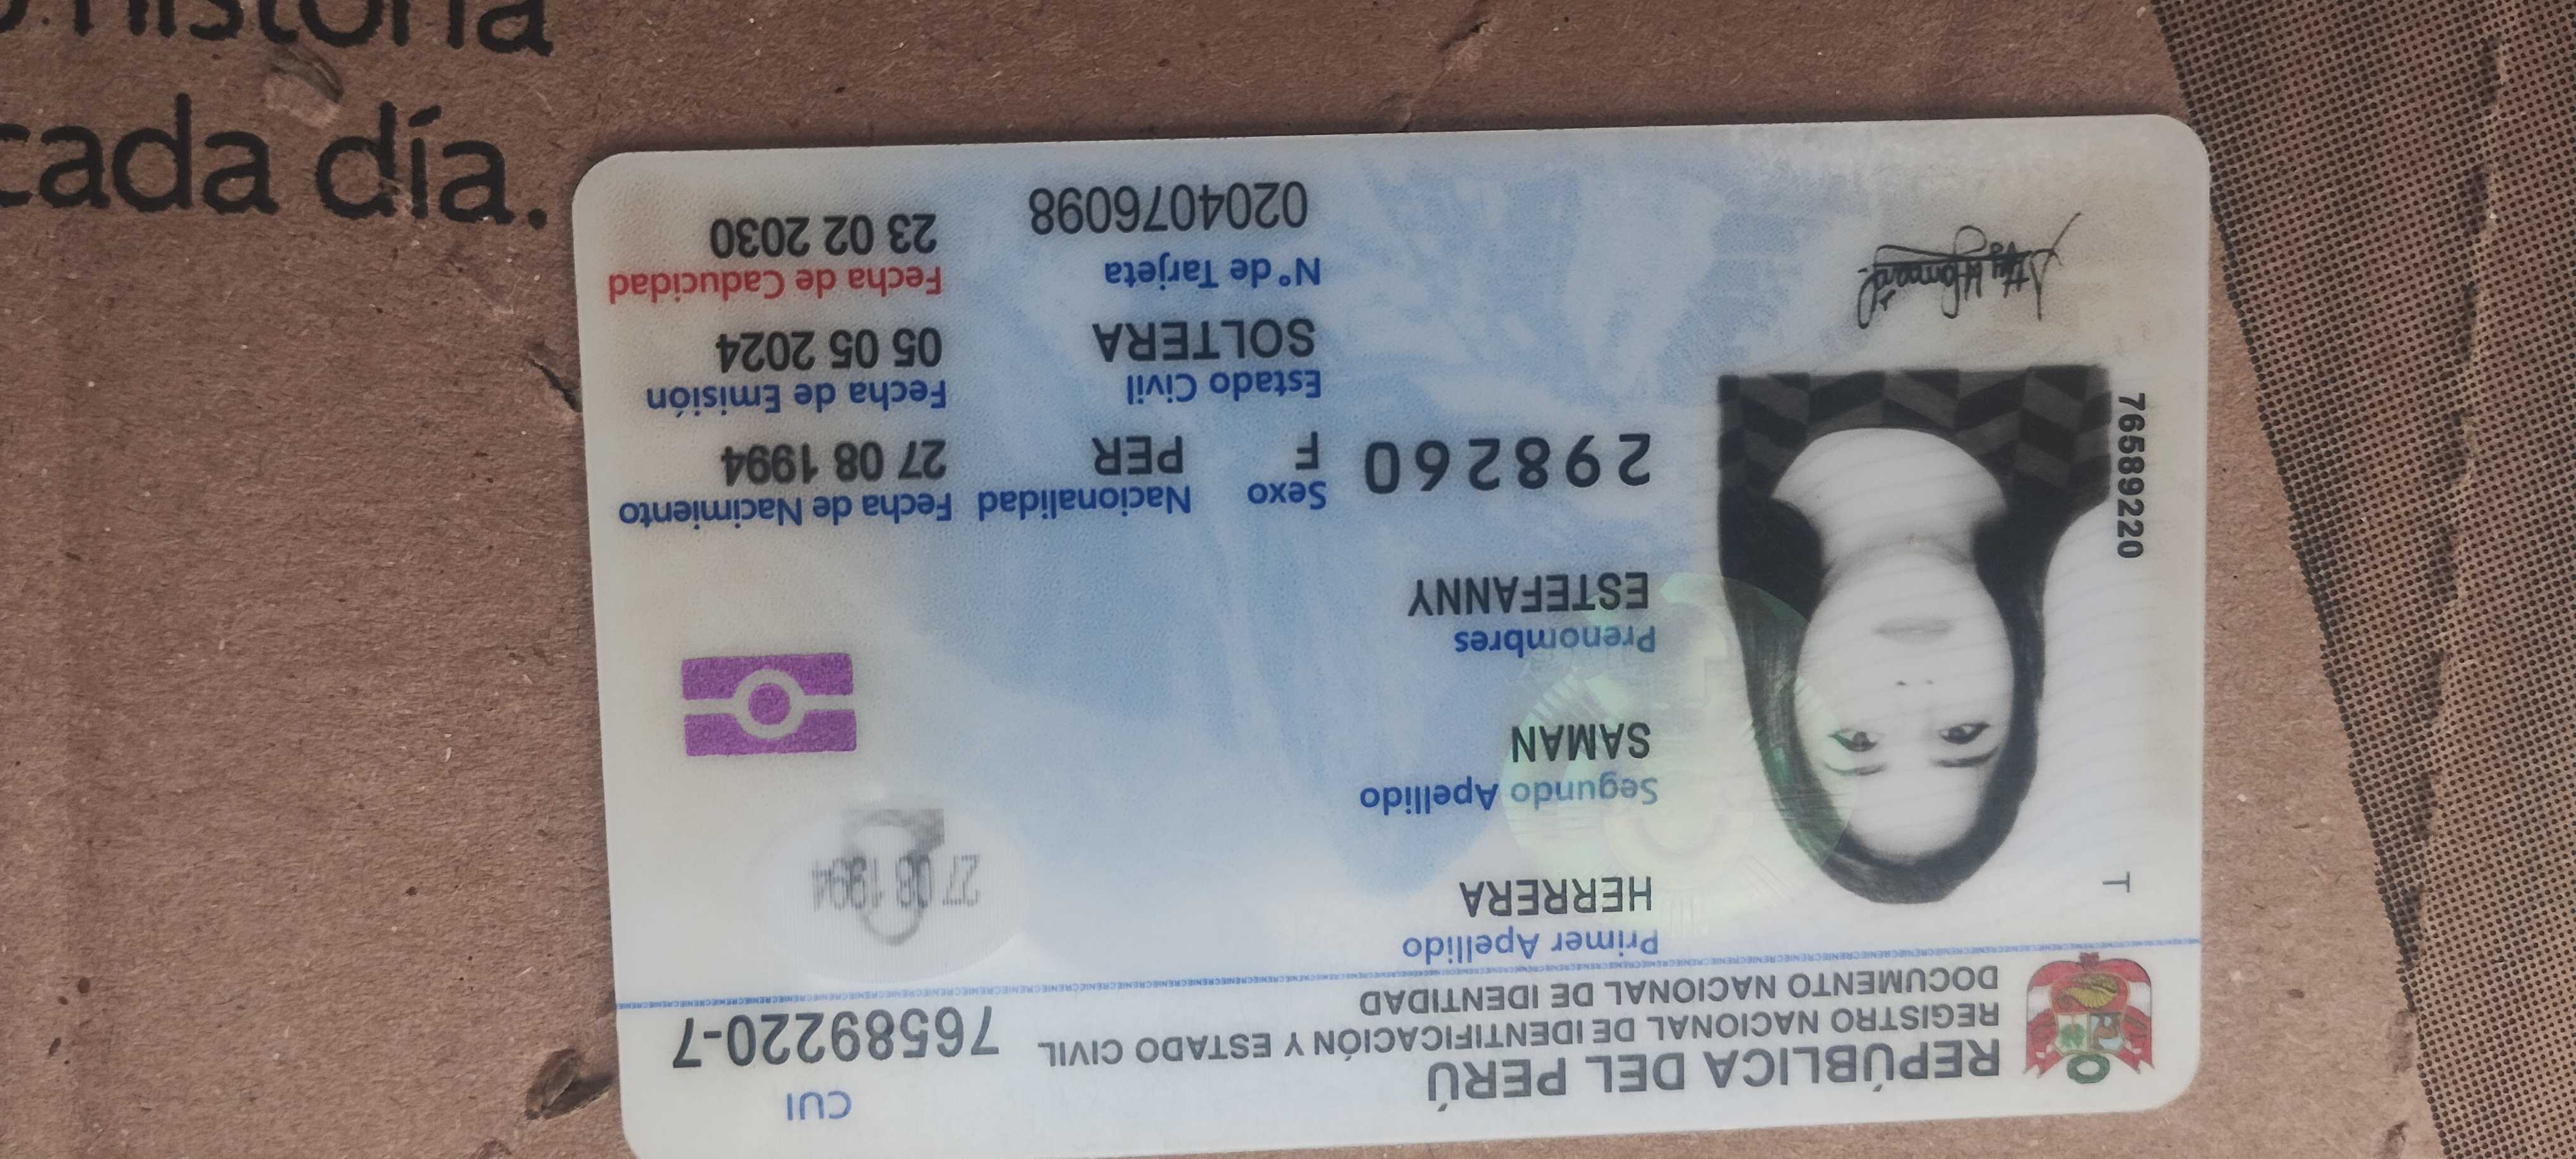 historia
cada día.
REPÚBLICA DEL PERÚ
REGISTRO NACIONAL DE IDENTIFICACIÓN Y ESTADO CIVIL
DOCUMENTO NACIONAL DE IDENTIDAD
CUI
76589220-7
Primer Apellido
HERRERA
Segundo Apellido
SAMAN
Prenombres
ESTEFANNY
27 08 1994
T
76589220
298260
Sexo Nacionalidad Fecha de Nacimiento
F PER 27 08 1994
Estado Civil Fecha de Emisión
SOLTERA 05 05 2024
N° de Tarjeta Fecha de Caducidad
0204076098 23 02 2030